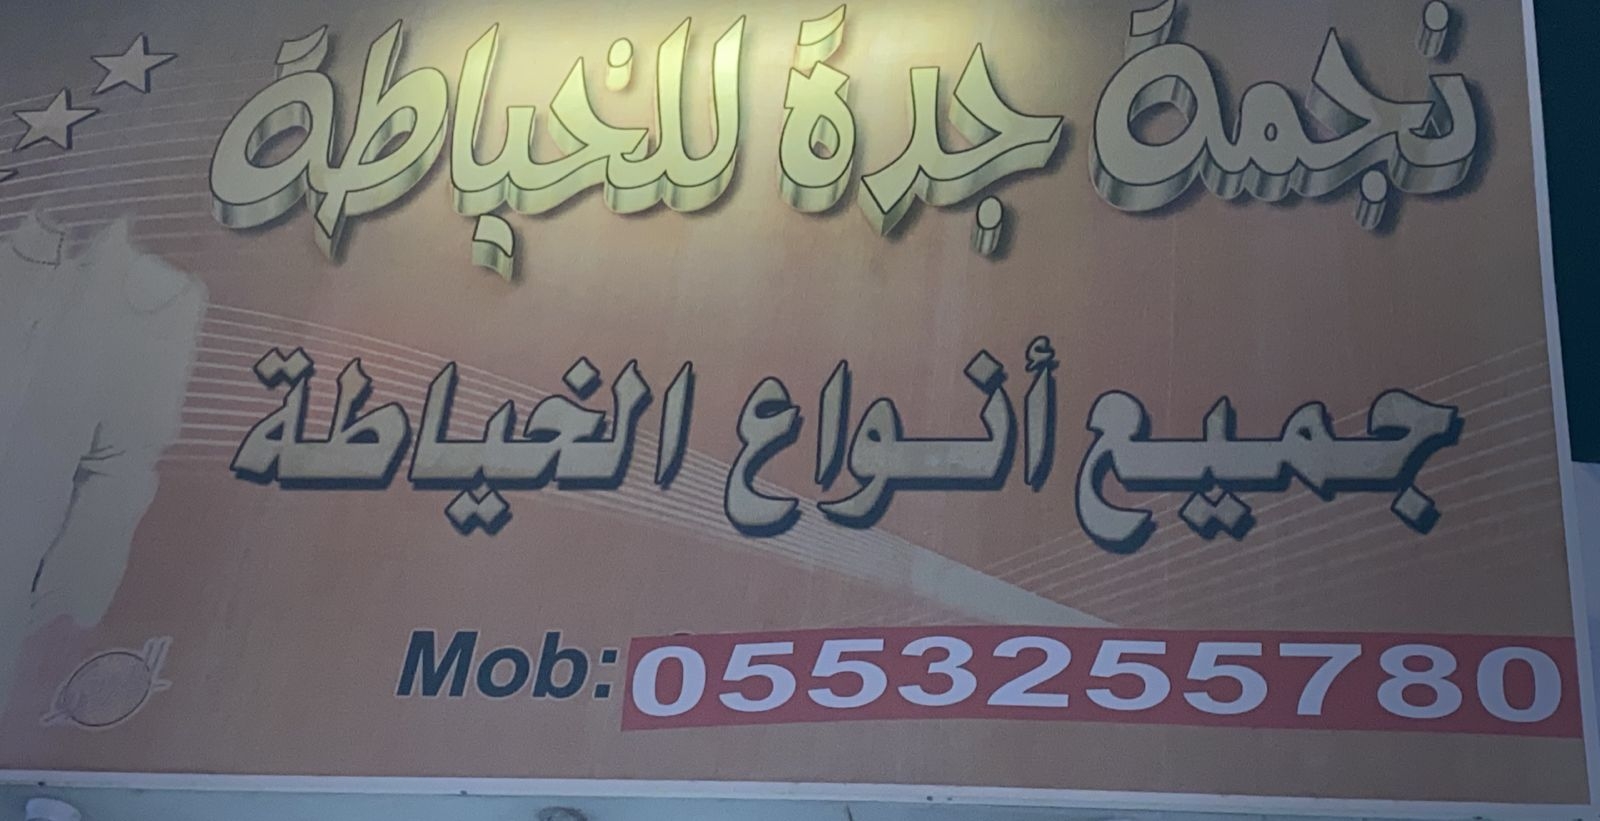 نجمة جدة للخياطة
جميع أنواع الخياطة
Mob: 0553255780